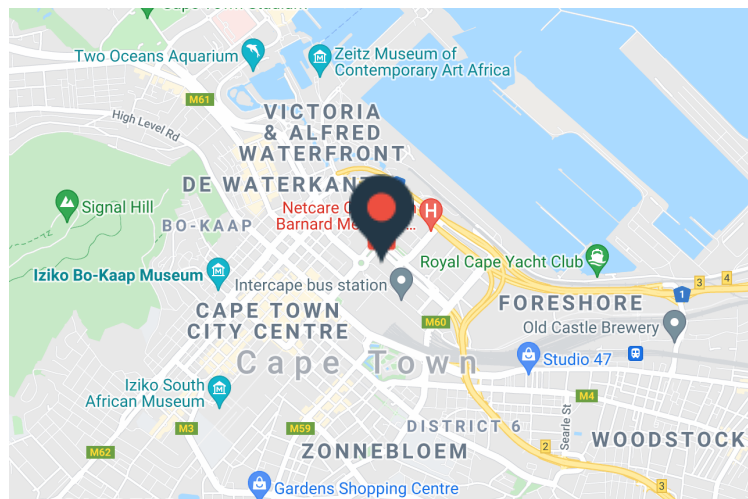 Two Oceans Aquarium
Zeitz Museum of
Contemporary Art Africa
M61
High Level Rd
VICTORIA
& ALFRED
WATERFRONT
DE WATERKAN
Signal Hill
BO-KAAP
Netcare
Barnard Me
Royal Cape Yacht Club
Iziko Bo-Kaap Museum
Intercape bus station
3
4
1
FORESHORE
CAPE TOWN
CITY CENTRE
M60
Old Castle Brewery
Cape Town
Studio 47
Iziko South
African Museum
M4
M3
M59
DISTRICT 6
Searle St
M62
ZONNEBLOEM
2
WOODSTOCK
Gardens Shopping Centre
3